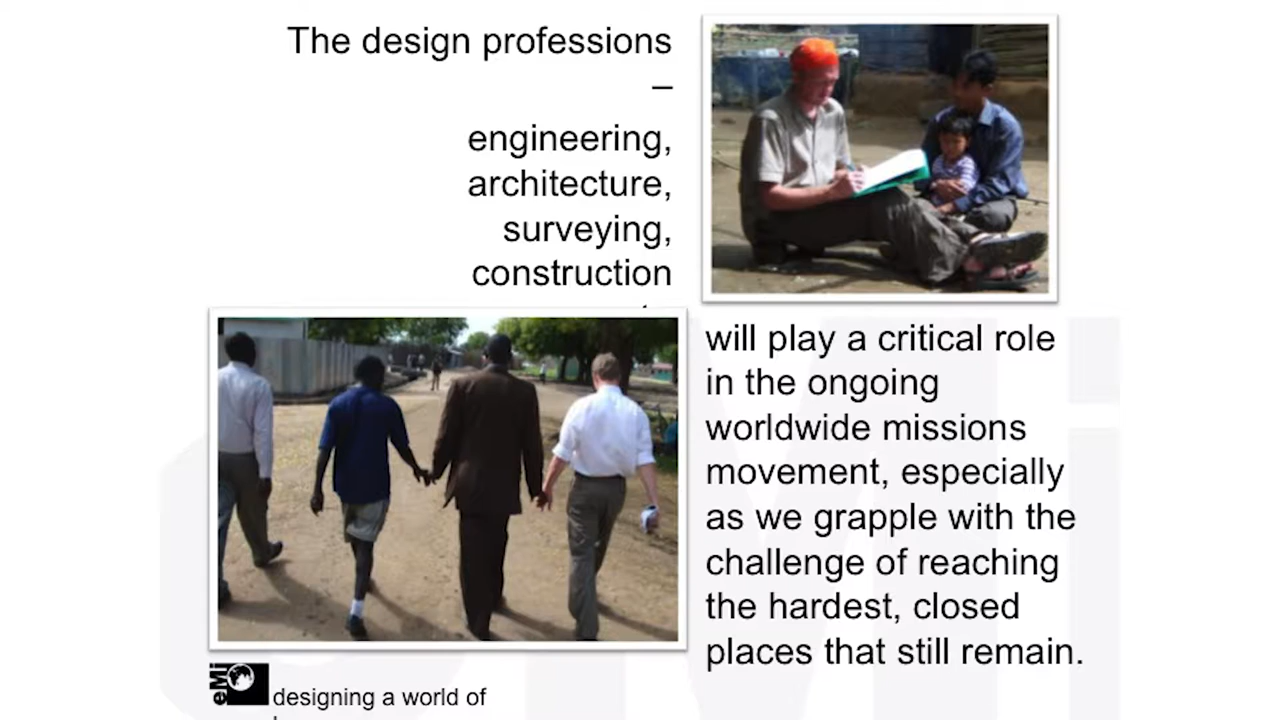 The design professions
–
engineering,
architecture,
surveying,
construction
will play a critical role
in the ongoing
worldwide missions
movement, especially
as we grapple with the
challenge of reaching
the hardest, closed
places that still remain.
eMi
designing a world of